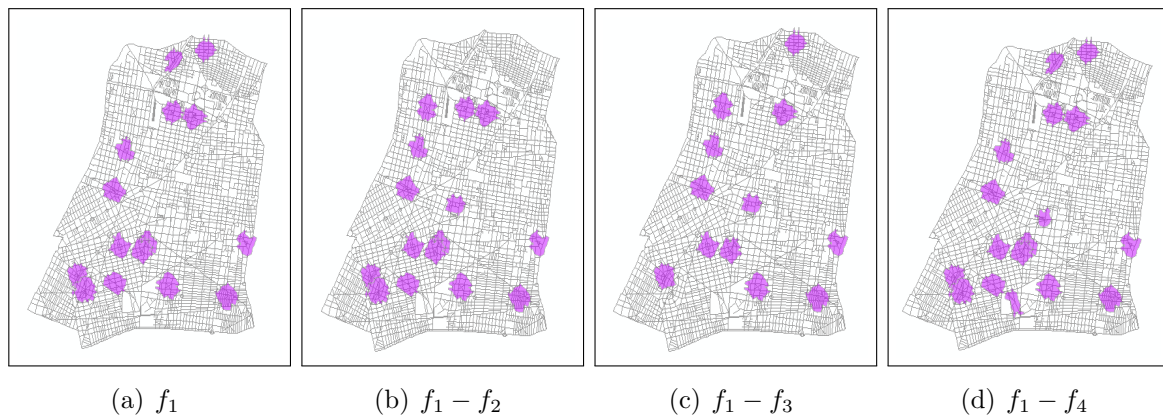 (a) f₁
(b) f₁ − f₂
(c) f₁ − f₃
(d) f₁ − f₄